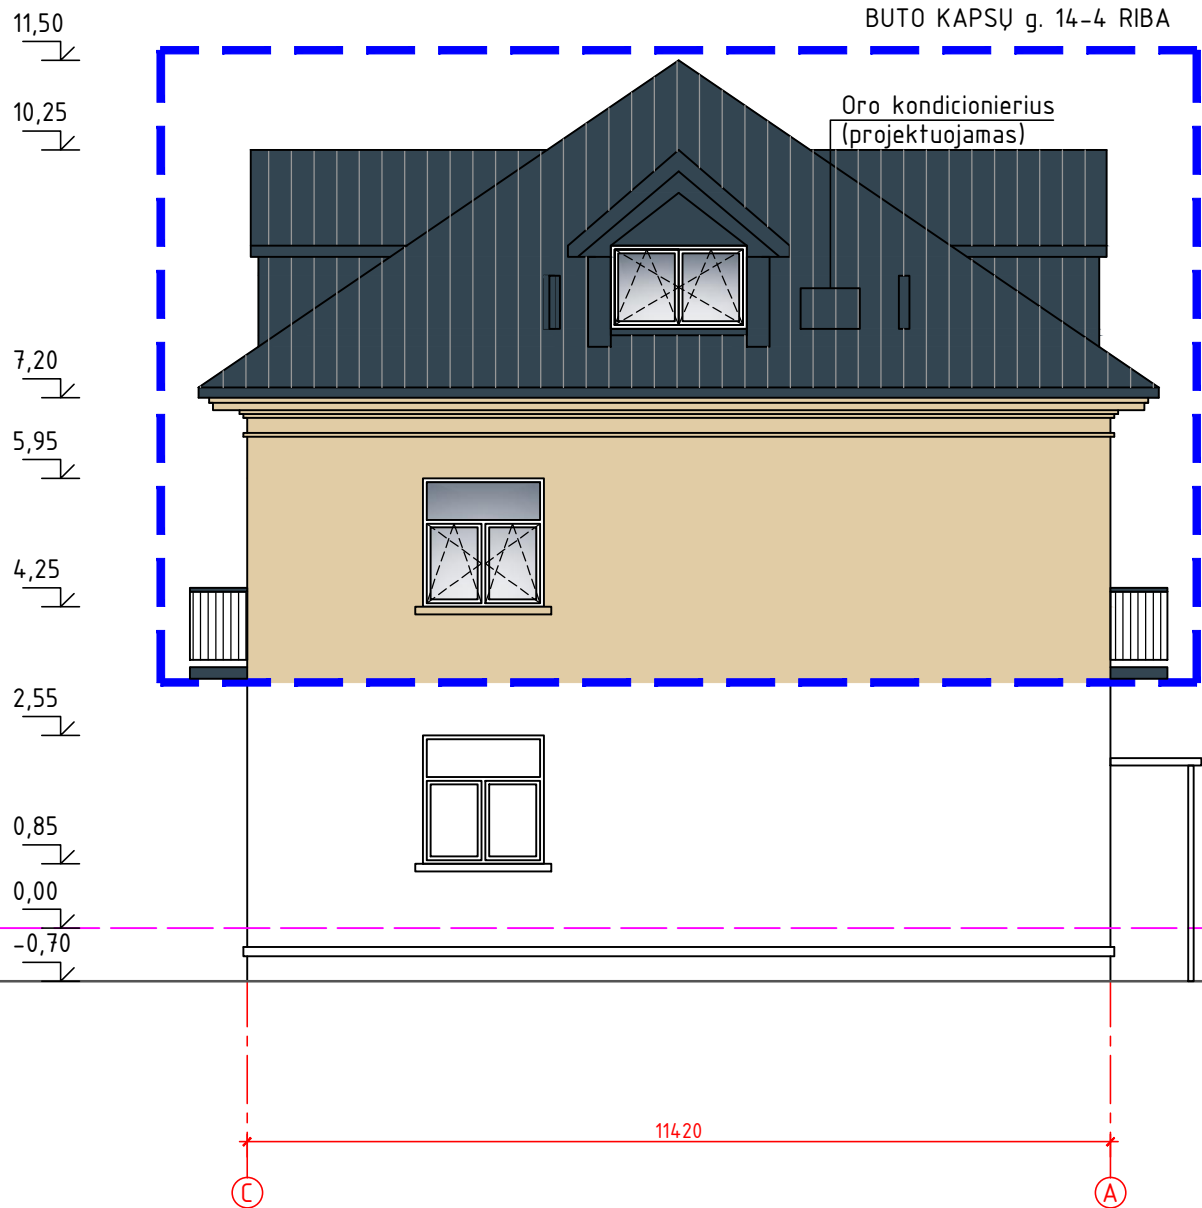 BUTO KAPSŲ g. 14-4 RIBA
11,50
10,25
Oro kondicionierius
(projektuojamas)
7,20
5,95
4,25
2,55
0,85
0,00
-0,70
11420
C
A